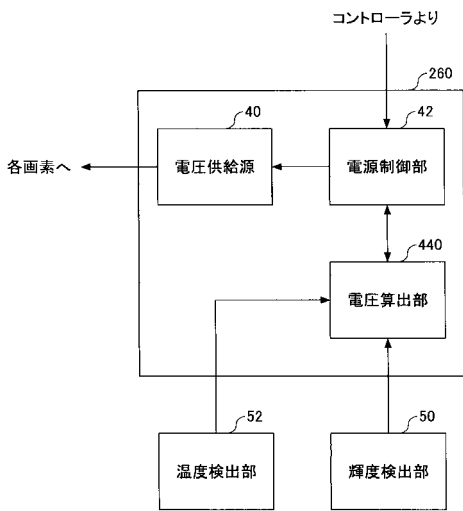 コントローラより
260
40
42
各画素へ
電圧供給源
電源制御部
440
電圧算出部
52
50
温度検出部
輝度検出部